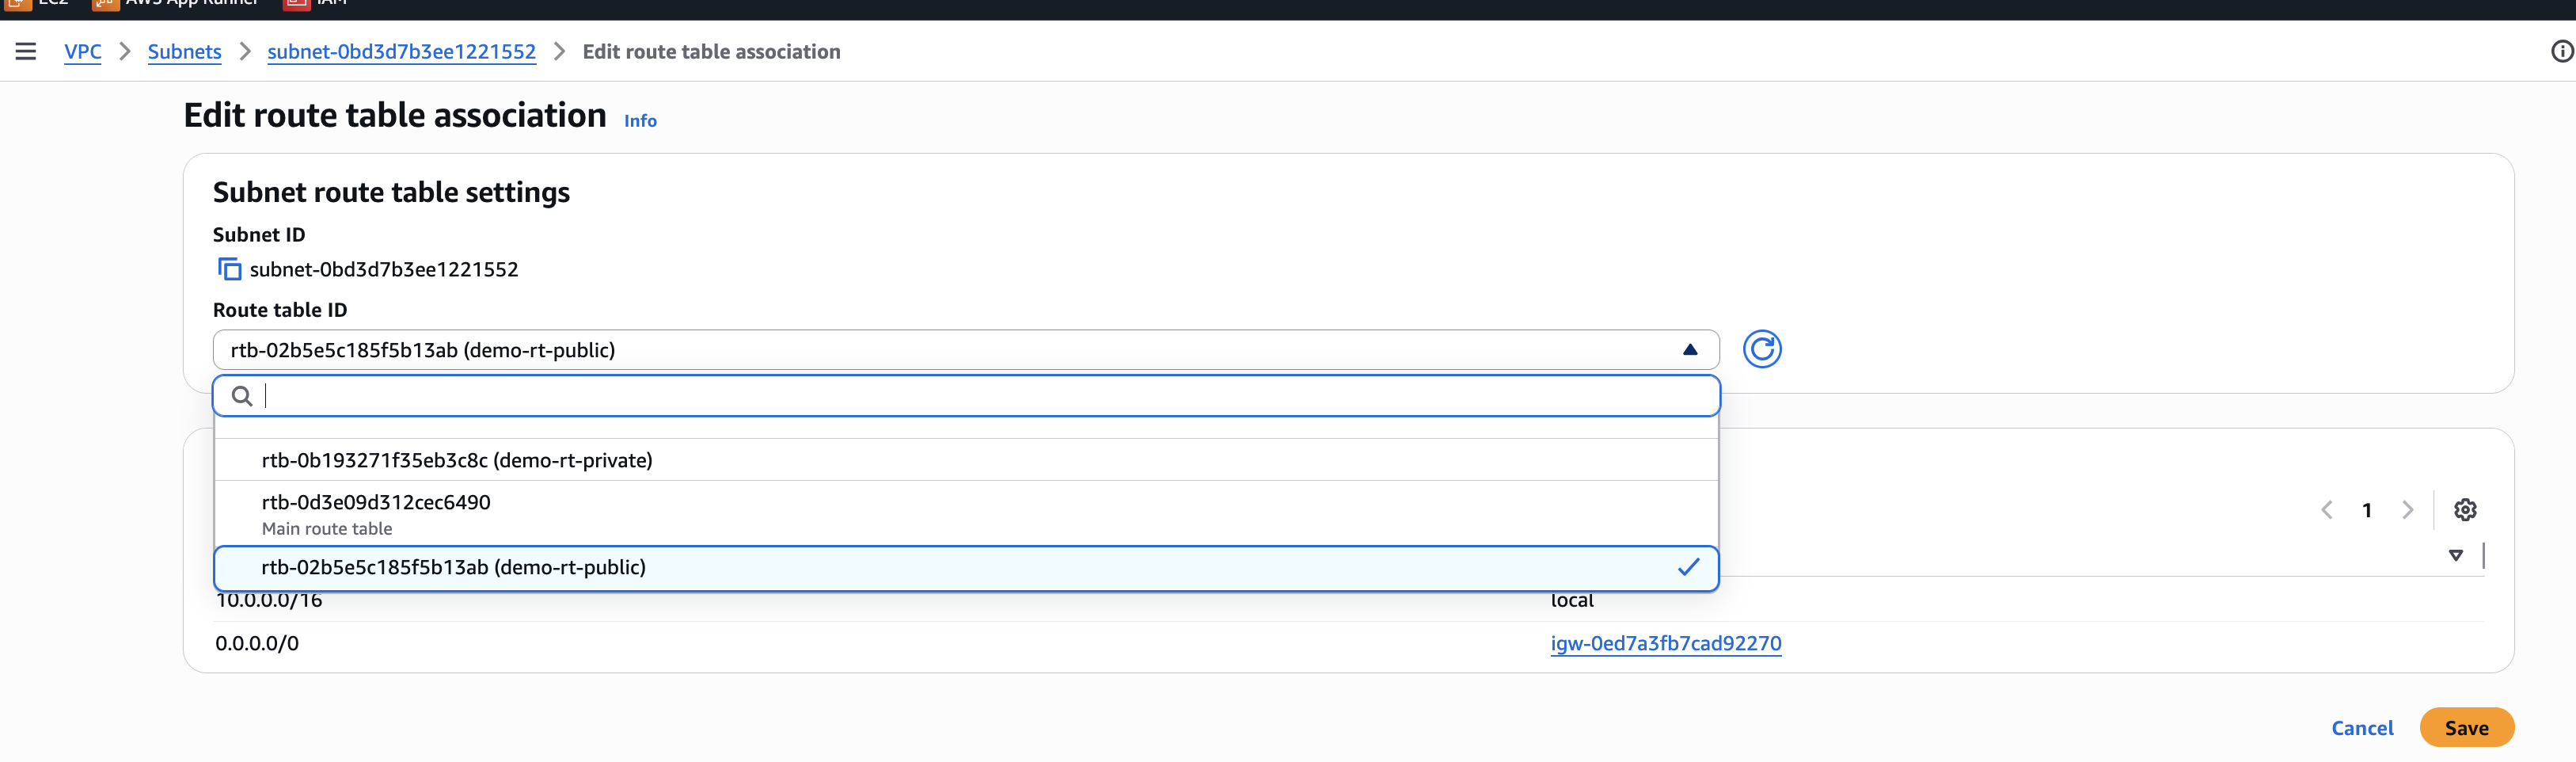 EC2 AWS App Runner IAM
VPC Subnets subnet-0bd3d7b3ee1221552 Edit route table association
Edit route table association Info
Subnet route table settings
Subnet ID
subnet-0bd3d7b3ee1221552
Route table ID
rtb-02b5e5c185f5b13ab (demo-rt-public)
rtb-0b193271f35eb3c8c (demo-rt-private)
rtb-0d3e09d312cec6490
Main route table
1
rtb-02b5e5c185f5b13ab (demo-rt-public)
10.0.0.0/16 local
0.0.0.0/0 igw-0ed7a3fb7cad92270
Cancel Save